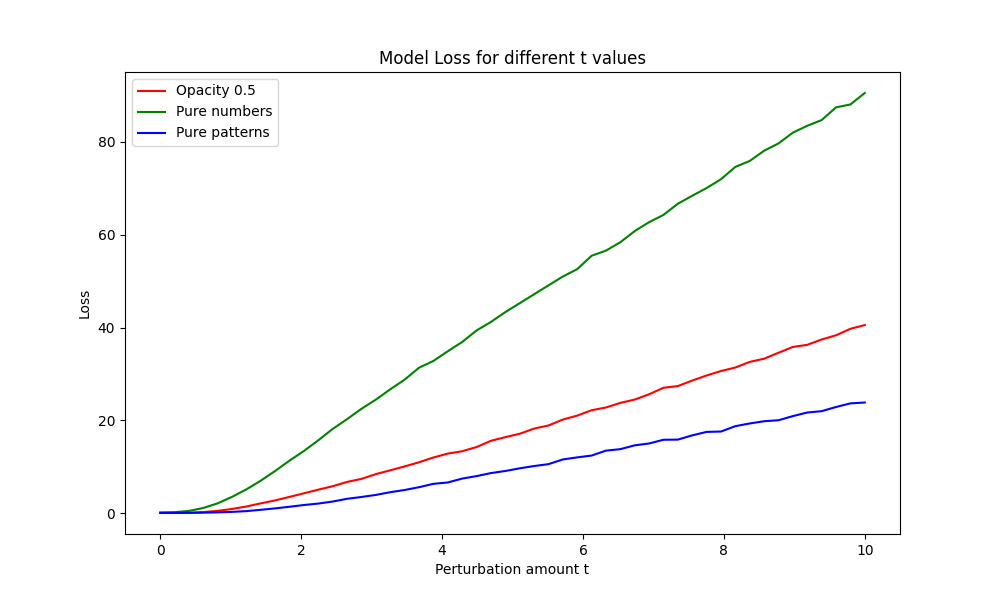 Model Loss for different t values
Opacity 0.5
Pure numbers
Pure patterns
Loss
80
60
40
20
0
0 2 4 6 8 10
Perturbation amount t